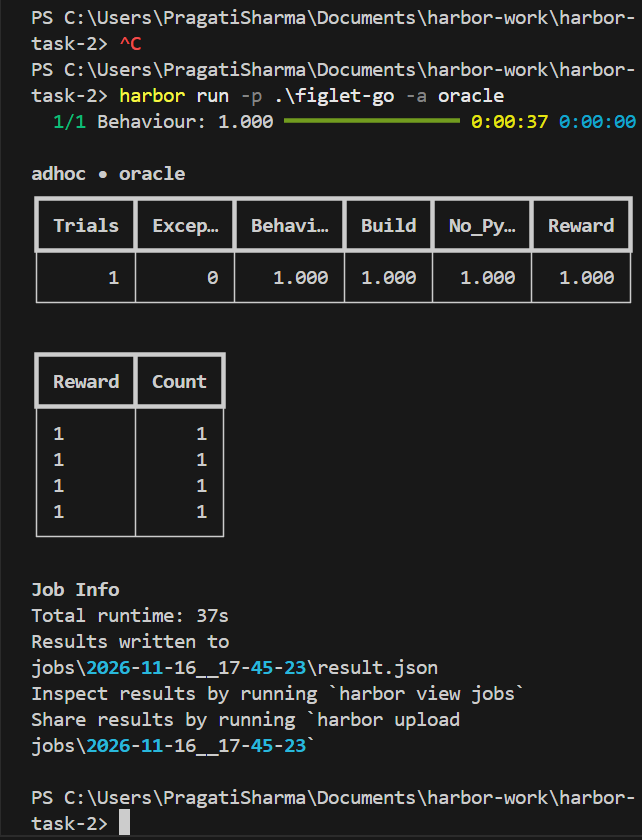 PS C:\Users\PragatiSharma\Documents\harbor-work\harbor-
task-2> ^C
PS C:\Users\PragatiSharma\Documents\harbor-work\harbor-
task-2> harbor run -p .\figlet-go -a oracle
1/1 Behaviour: 1.000 0:00:37 0:00:00
adhoc • oracle
Trials Excep… Behavi… Build No_Py… Reward
1 0 1.000 1.000 1.000 1.000
Reward Count
1 1
1 1
1 1
1 1
Job Info
Total runtime: 37s
Results written to
jobs\2026-11-16__17-45-23\result.json
Inspect results by running `harbor view jobs`
Share results by running `harbor upload
jobs\2026-11-16__17-45-23`
PS C:\Users\PragatiSharma\Documents\harbor-work\harbor-
task-2>